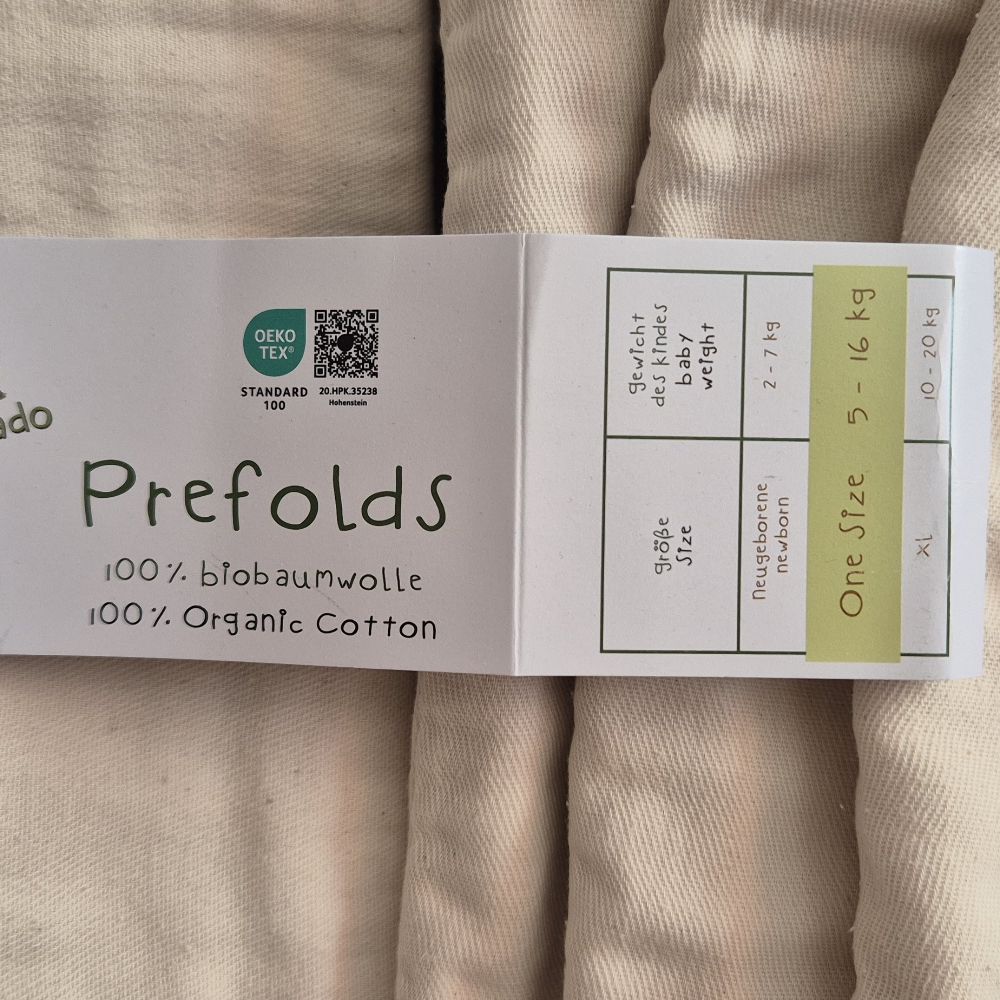 ado
OEKO
TEX®
STANDARD
100
20.HPK.35238
Hohenstein
Prefolds
100% biobaumwolle
100% Organic Cotton
größe
size
gewicht
des kindes
baby
weight
neugeborene
newborn
2 - 7 kg
One Size 5 - 16 kg
XL
10 - 20 kg